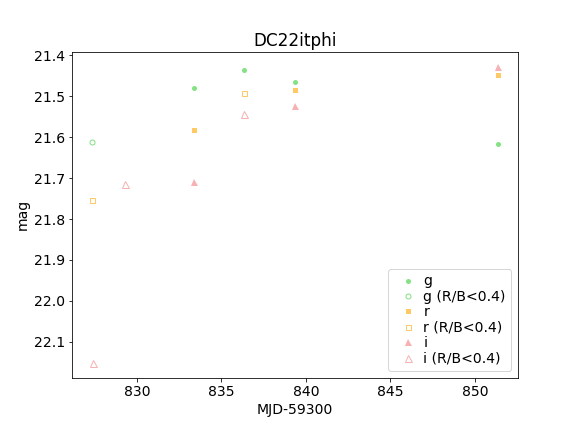 DC22itphi
21.4
21.5
21.6
21.7
21.8
21.9
22.0
22.1
mag
830
835
840
845
850
MJD-59300
g
g (R/B<0.4)
r
r (R/B<0.4)
i
i (R/B<0.4)